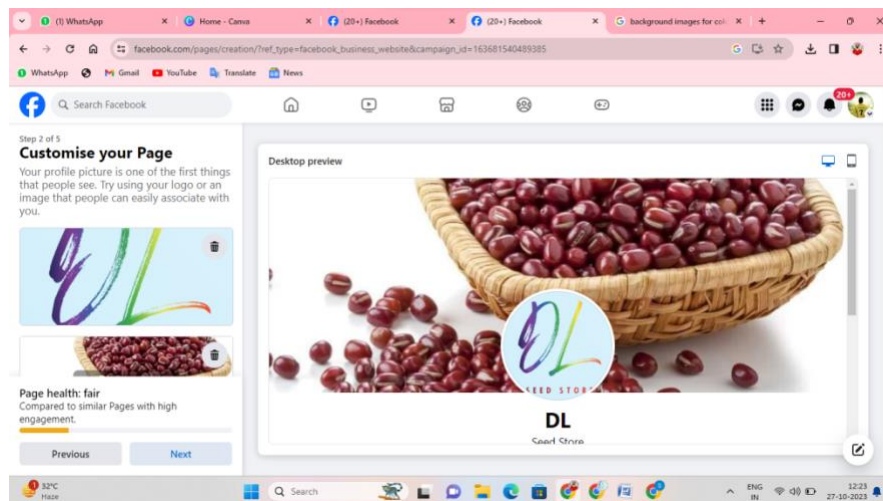 (1) WhatsApp
Home - Canva
(20+) Facebook
(20+) Facebook
background images for col
facebook.com/pages/creation/?ref_type=facebook_business_website&campaign_id=163681540489385
WhatsApp
Gmail
YouTube
Translate
News
Search Facebook
20+
Step 2 of 5
Customise your Page
Your profile picture is one of the first things
that people see. Try using your logo or an
image that people can easily associate with
you.
DL
Page health: fair
Compared to similar Pages with high
engagement.
Previous
Next
Desktop preview
DL
SEED STORE
DL
Seed Store
32°C
Haze
Search
ENG
IN
12:23
27-10-2023